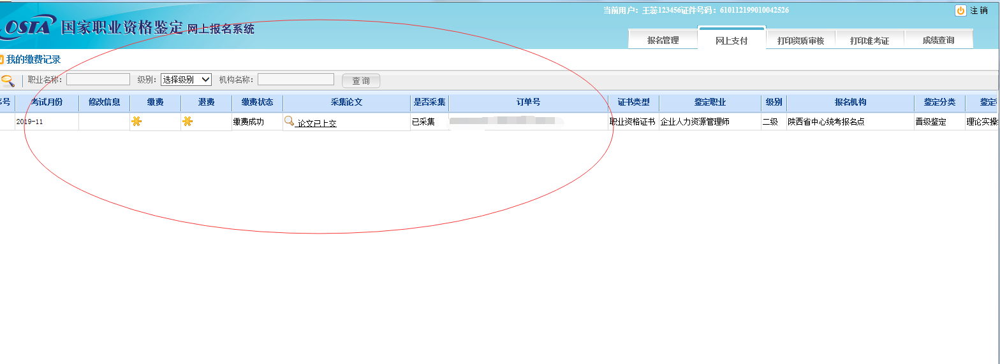 当前用户：王蕊123456证件号码：610112199010042526
注 销
OSTA 国家职业资格鉴定 网上报名系统
报名管理 网上支付 打印资质审核 打印准考证 成绩查询
我的缴费记录
职业名称： 级别： 选择级别 机构名称： 查 询
序号 考试月份 修改信息 缴费 退费 缴费状态 采集论文 是否采集 订单号 证书类型 鉴定职业 级别 报名机构 鉴定分类 鉴定
2019-11 缴费成功 论文已上交 已采集 职业资格证书 企业人力资源管理师 二级 陕西省中心统考报名点 晋级鉴定 理论实操